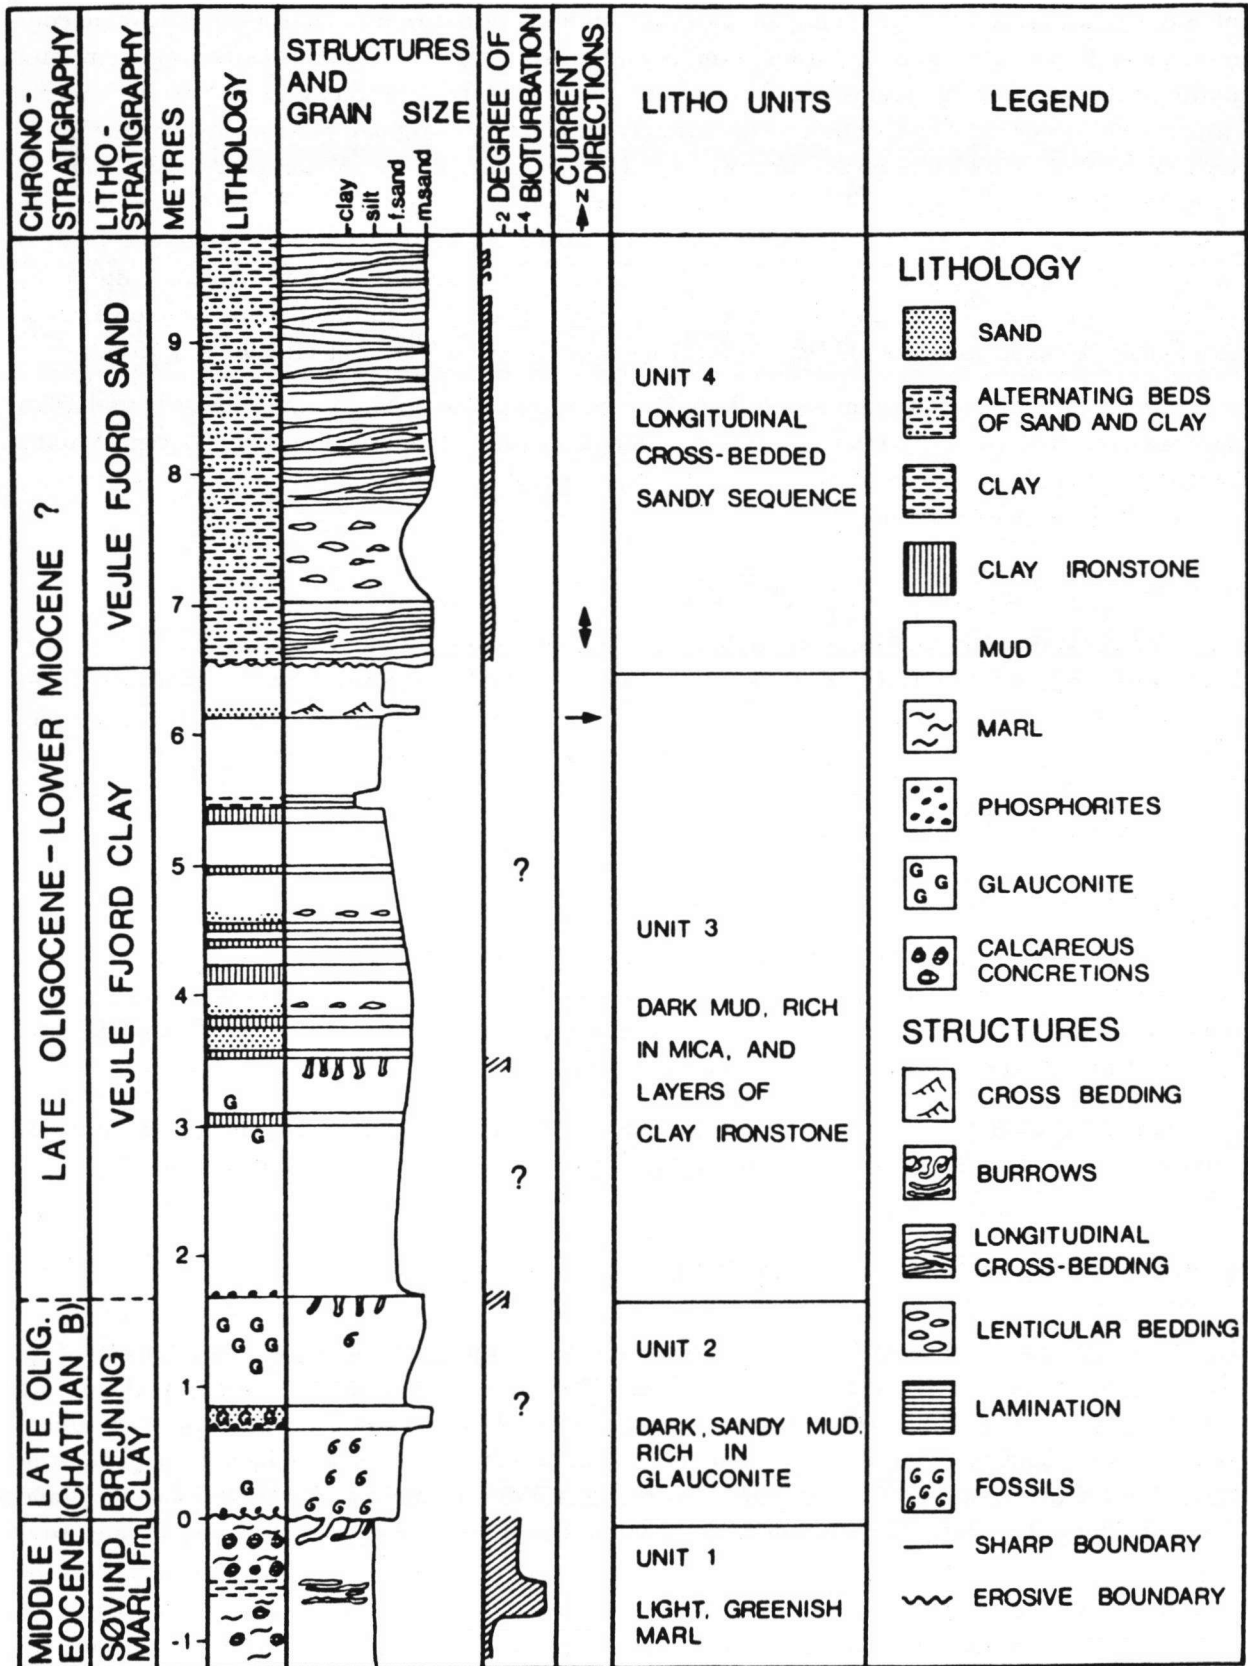 CHRONO-
STRATIGRAPHY
LITHO-
STRATIGRAPHY
METRES
LITHOLOGY
STRUCTURES
AND
GRAIN SIZE
clay
silt
f.sand
m.sand
2 DEGREE OF
4 BIOTURBATION
CURRENT
DIRECTIONS
N
LITHO UNITS
LEGEND
LATE OLIGOCENE-LOWER MIOCENE ?
LATE OLIG.
(CHATTIAN B)
MIDDLE
EOCENE
VEJLE FJORD SAND
VEJLE FJORD CLAY
BREJNING
CLAY
SØVIND
MARL Fm.
9
8
7
6
5
4
3
2
1
0
-1
G
G
G G
G G
G G
G
G G G
G
?
?
?
UNIT 4
LONGITUDINAL
CROSS-BEDDED
SANDY SEQUENCE
UNIT 3
DARK MUD, RICH
IN MICA, AND
LAYERS OF
CLAY IRONSTONE
UNIT 2
DARK, SANDY MUD.
RICH IN
GLAUCONITE
UNIT 1
LIGHT, GREENISH
MARL
LITHOLOGY
SAND
ALTERNATING BEDS
OF SAND AND CLAY
CLAY
CLAY IRONSTONE
MUD
MARL
PHOSPHORITES
G
G
G
GLAUCONITE
CALCAREOUS
CONCRETIONS
STRUCTURES
CROSS BEDDING
BURROWS
LONGITUDINAL
CROSS-BEDDING
LENTICULAR BEDDING
LAMINATION
FOSSILS
SHARP BOUNDARY
EROSIVE BOUNDARY